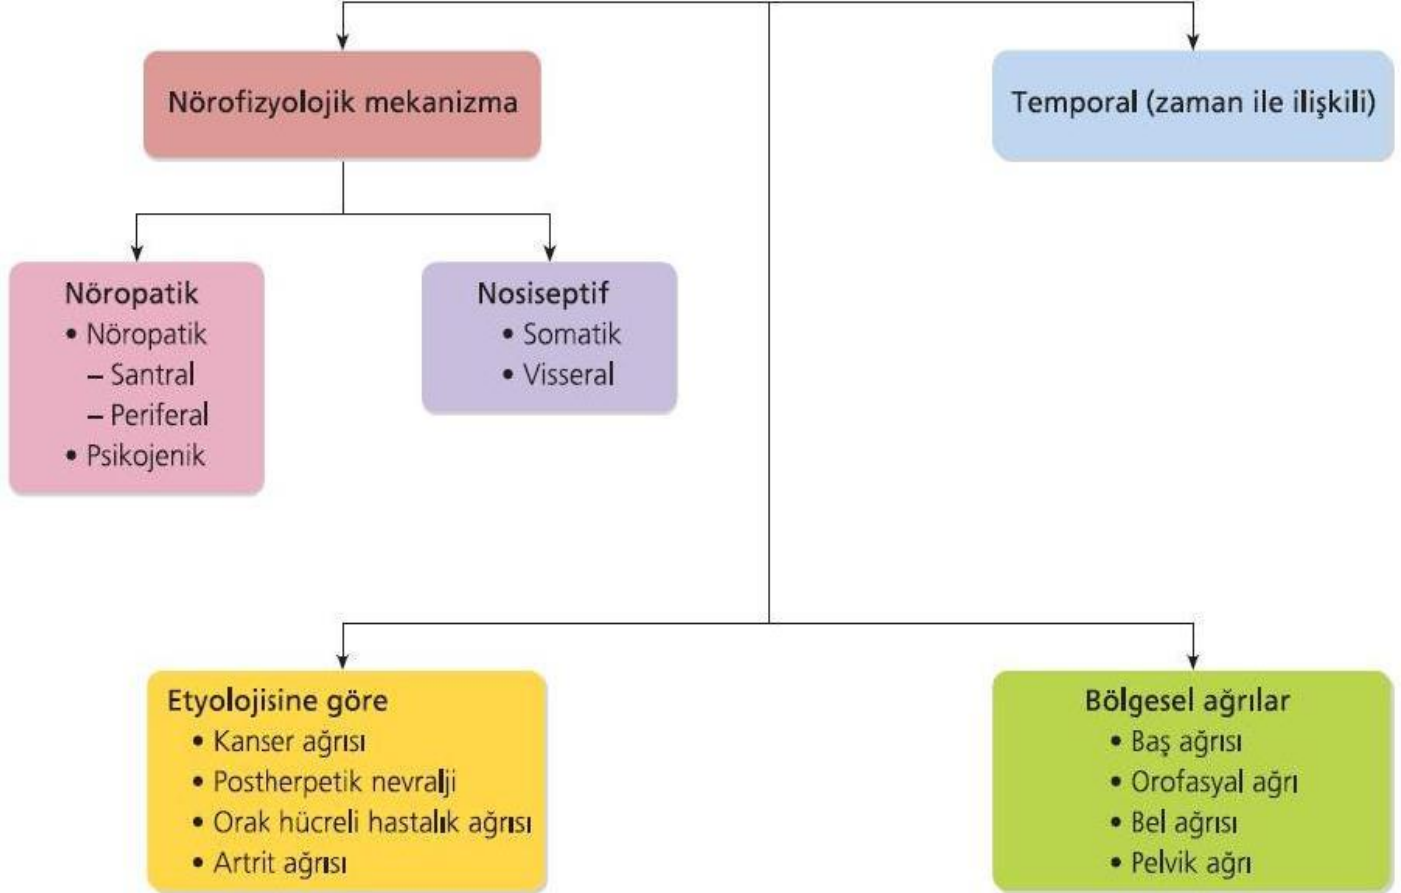 Nörofizyolojik mekanizma
Temporal (zaman ile ilişkili)
Nöropatik
• Nöropatik
– Santral
– Periferal
• Psikojenik
Nosiseptif
• Somatik
• Visseral
Etyolojisine göre
• Kanser ağrısı
• Postherpetik nevralji
• Orak hücreli hastalık ağrısı
• Artrit ağrısı
Bölgesel ağrılar
• Baş ağrısı
• Orofasyal ağrı
• Bel ağrısı
• Pelvik ağrı